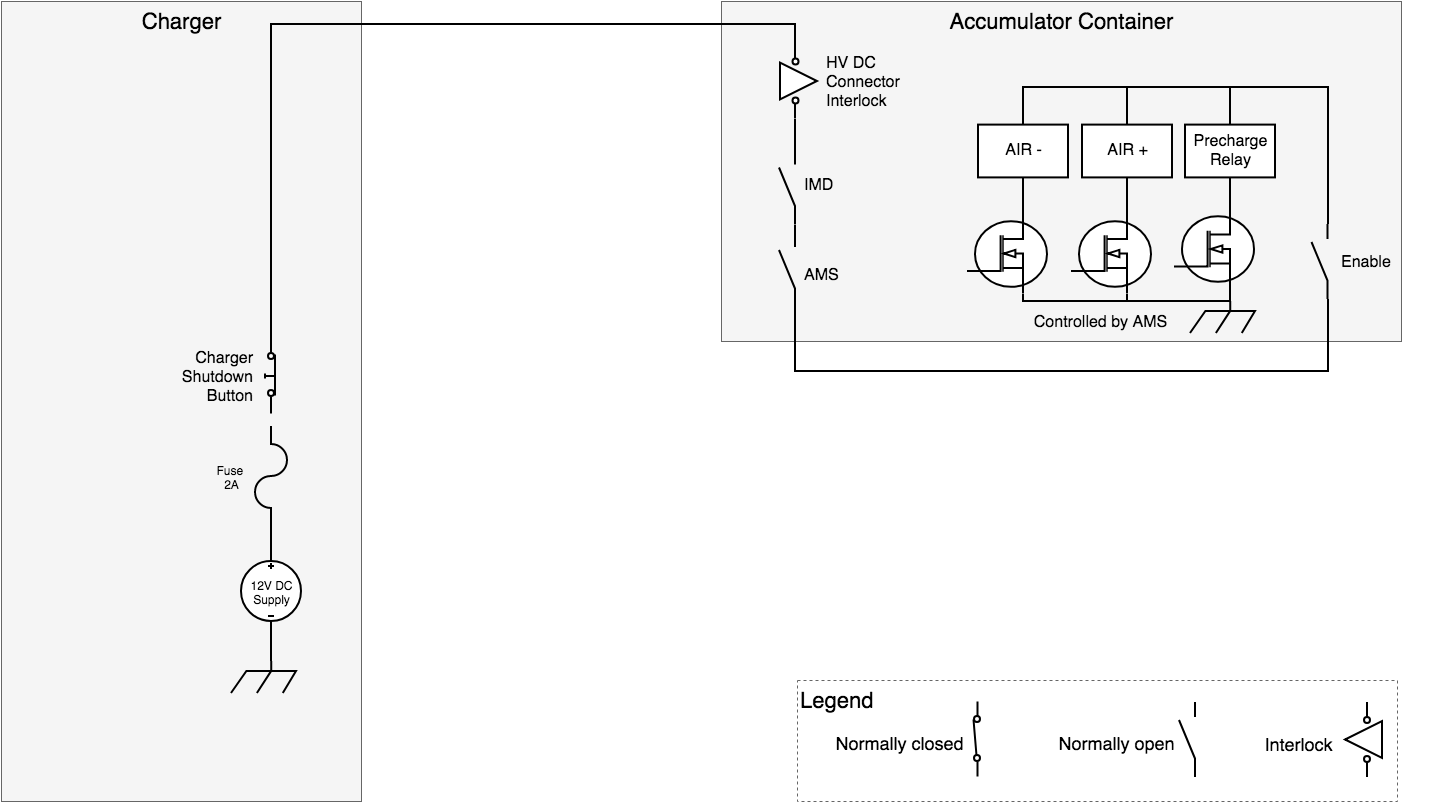 Charger
Accumulator Container
HV DC
Connector
Interlock
AIR -
AIR +
Precharge
Relay
IMD
AMS
Enable
Controlled by AMS
Charger
Shutdown
Button
Fuse
2A
+
12V DC
Supply
-
Legend
Normally closed
Normally open
Interlock